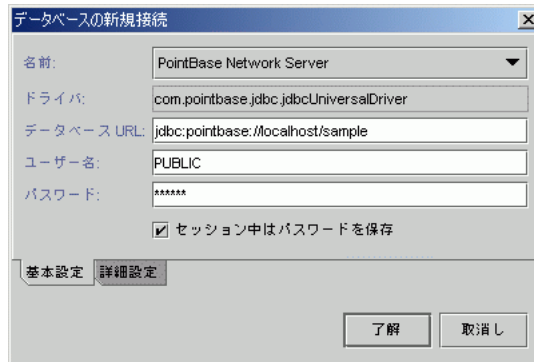 データベースの新規接続
名前: PointBase Network Server
ドライバ: com.pointbase.jdbc.jdbcUniversalDriver
データベース URL: jdbc:pointbase://localhost/sample
ユーザー名: PUBLIC
パスワード: ******
セッション中はパスワードを保存
基本設定 詳細設定
了解 取消し